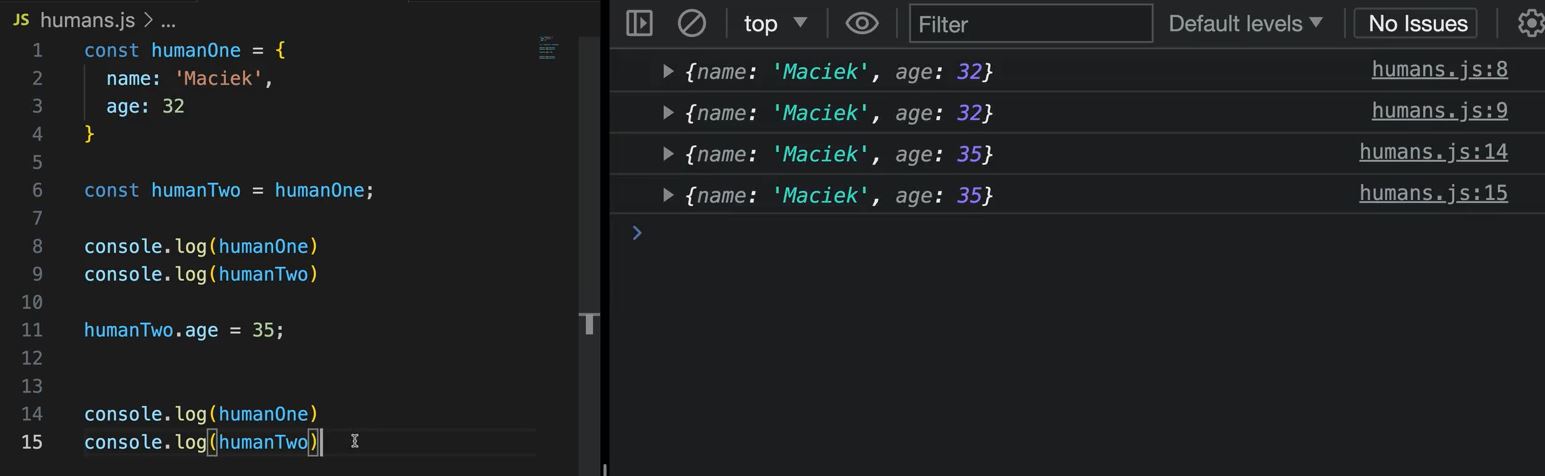 JS humans.js > ...
1 const humanOne = {
2 name: 'Maciek',
3 age: 32
4 }
5
6 const humanTwo = humanOne;
7
8 console.log(humanOne)
9 console.log(humanTwo)
10
11 humanTwo.age = 35;
12
13
14 console.log(humanOne)
15 console.log(humanTwo)
top Filter Default levels No Issues
{name: 'Maciek', age: 32} humans.js:8
{name: 'Maciek', age: 32} humans.js:9
{name: 'Maciek', age: 35} humans.js:14
{name: 'Maciek', age: 35} humans.js:15